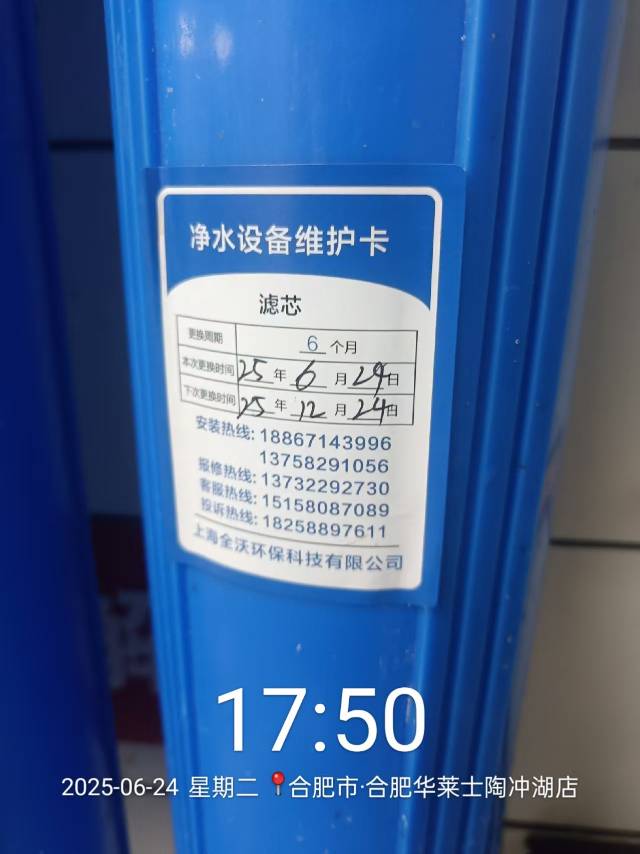 净水设备维护卡
滤芯
更换周期 6 个月
本次更换时间 25 年 6 月 24 日
下次更换时间 25 年 12 月 24 日
安装热线: 18867143996
13758291056
报修热线: 13732292730
客服热线: 15158087089
投诉热线: 18258897611
上海全沃环保科技有限公司
17:50
2025-06-24 星期二 合肥市·合肥华莱士陶冲湖店